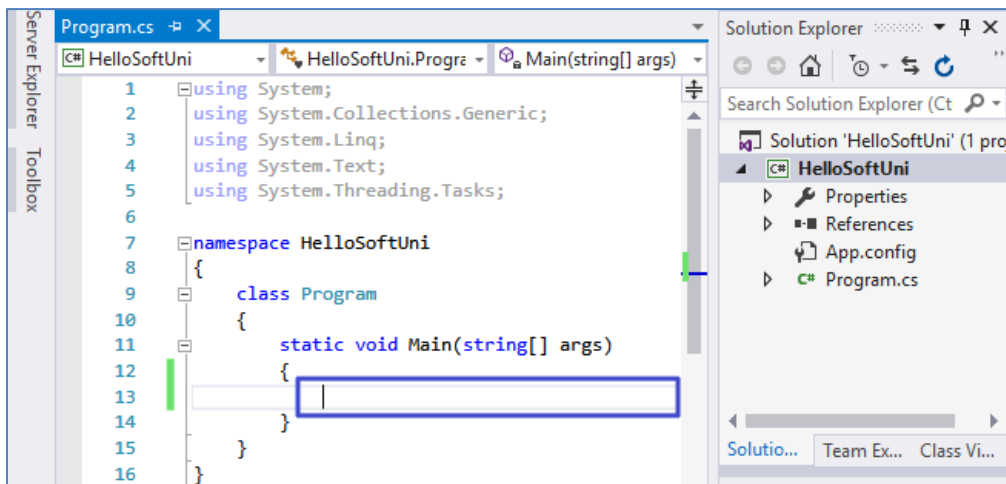 Server Explorer
Toolbox
Program.cs
C# HelloSoftUni
HelloSoftUni.Progra
Main(string[] args)
1 using System;
2 using System.Collections.Generic;
3 using System.Linq;
4 using System.Text;
5 using System.Threading.Tasks;
6
7 namespace HelloSoftUni
8 {
9 class Program
10 {
11 static void Main(string[] args)
12 {
13
14 }
15 }
16 }
Solution Explorer
Search Solution Explorer (Ct
Solution 'HelloSoftUni' (1 pro
C# HelloSoftUni
Properties
References
App.config
C# Program.cs
Solutio...
Team Ex...
Class Vi...